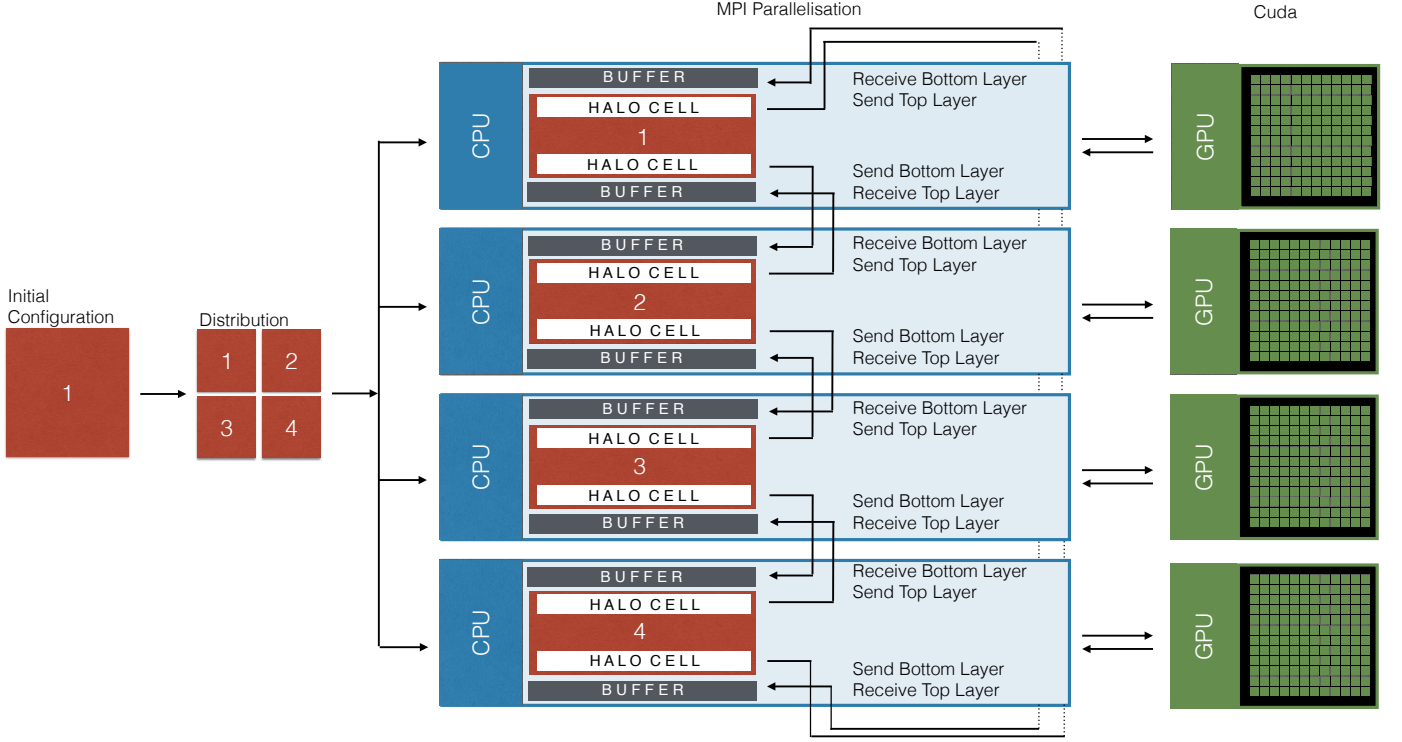 MPI Parallelisation
Cuda
Initial
Configuration
1
Distribution
1
2
3
4
CPU
BUFFER
HALO CELL
1
HALO CELL
BUFFER
Receive Bottom Layer
Send Top Layer
Send Bottom Layer
Receive Top Layer
GPU
CPU
BUFFER
HALO CELL
2
HALO CELL
BUFFER
Receive Bottom Layer
Send Top Layer
Send Bottom Layer
Receive Top Layer
GPU
CPU
BUFFER
HALO CELL
3
HALO CELL
BUFFER
Receive Bottom Layer
Send Top Layer
Send Bottom Layer
Receive Top Layer
GPU
CPU
BUFFER
HALO CELL
4
HALO CELL
BUFFER
Receive Bottom Layer
Send Top Layer
Send Bottom Layer
Receive Top Layer
GPU